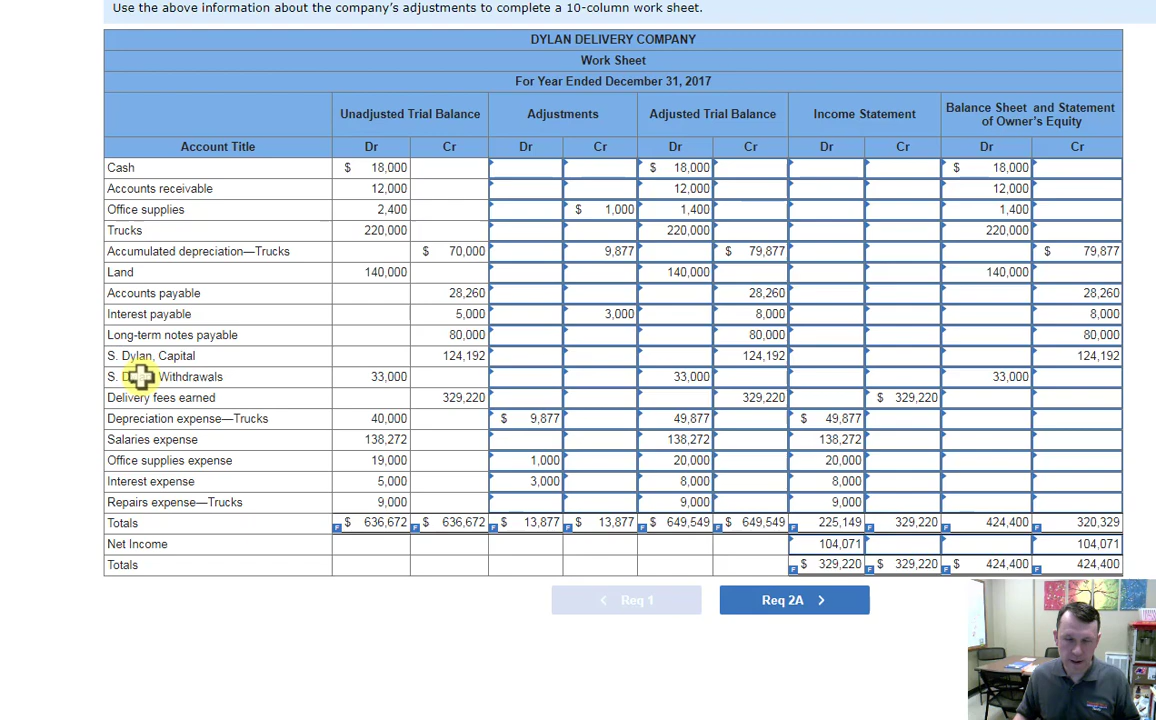 Use the above information about the company's adjustments to complete a 10-column work sheet.
DYLAN DELIVERY COMPANY
Work Sheet
For Year Ended December 31, 2017
Unadjusted Trial Balance Adjustments Adjusted Trial Balance Income Statement Balance Sheet and Statement of Owner's Equity
Account Title Dr Cr Dr Cr Dr Cr Dr Cr Dr Cr
Cash $ 18,000 $ 18,000 $ 18,000
Accounts receivable 12,000 12,000 12,000
Office supplies 2,400 $ 1,000 1,400 1,400
Trucks 220,000 220,000 220,000
Accumulated depreciation—Trucks $ 70,000 9,877 $ 79,877 $ 79,877
Land 140,000 140,000 140,000
Accounts payable 28,260 28,260 28,260
Interest payable 5,000 3,000 8,000 8,000
Long-term notes payable 80,000 80,000 80,000
S. Dylan, Capital 124,192 124,192 124,192
S. Withdrawals 33,000 33,000 33,000
Delivery fees earned 329,220 329,220 $ 329,220
Depreciation expense—Trucks 40,000 $ 9,877 49,877 $ 49,877
Salaries expense 138,272 138,272 138,272
Office supplies expense 19,000 1,000 20,000 20,000
Interest expense 5,000 3,000 8,000 8,000
Repairs expense—Trucks 9,000 9,000 9,000
Totals $ 636,672 $ 636,672 $ 13,877 $ 13,877 $ 649,549 $ 649,549 225,149 329,220 424,400 320,329
Net Income 104,071 104,071
Totals $ 329,220 $ 329,220 $ 424,400 424,400
< Req 1 Req 2A >